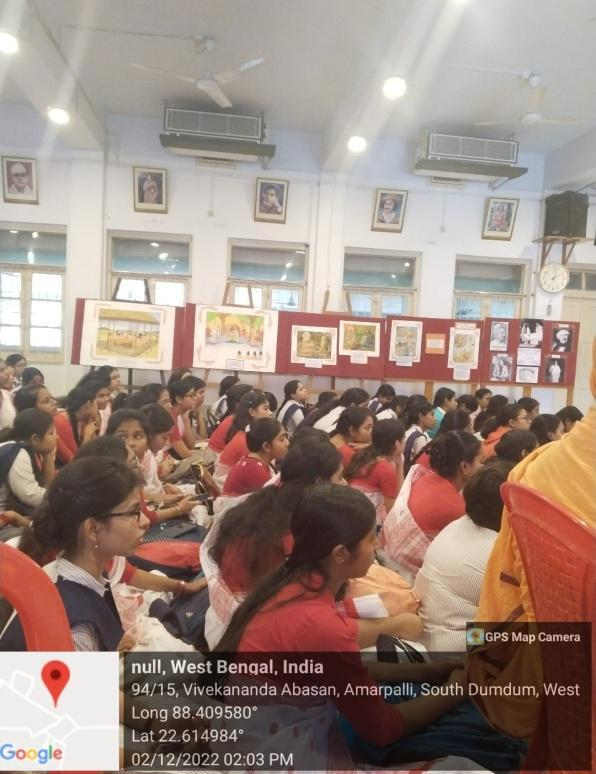 GPS Map Camera
null, West Bengal, India
94/15, Vivekananda Abasan, Amarpalli, South Dumdum, West
Long 88.409580°
Lat 22.614984°
02/12/2022 02:03 PM
Google